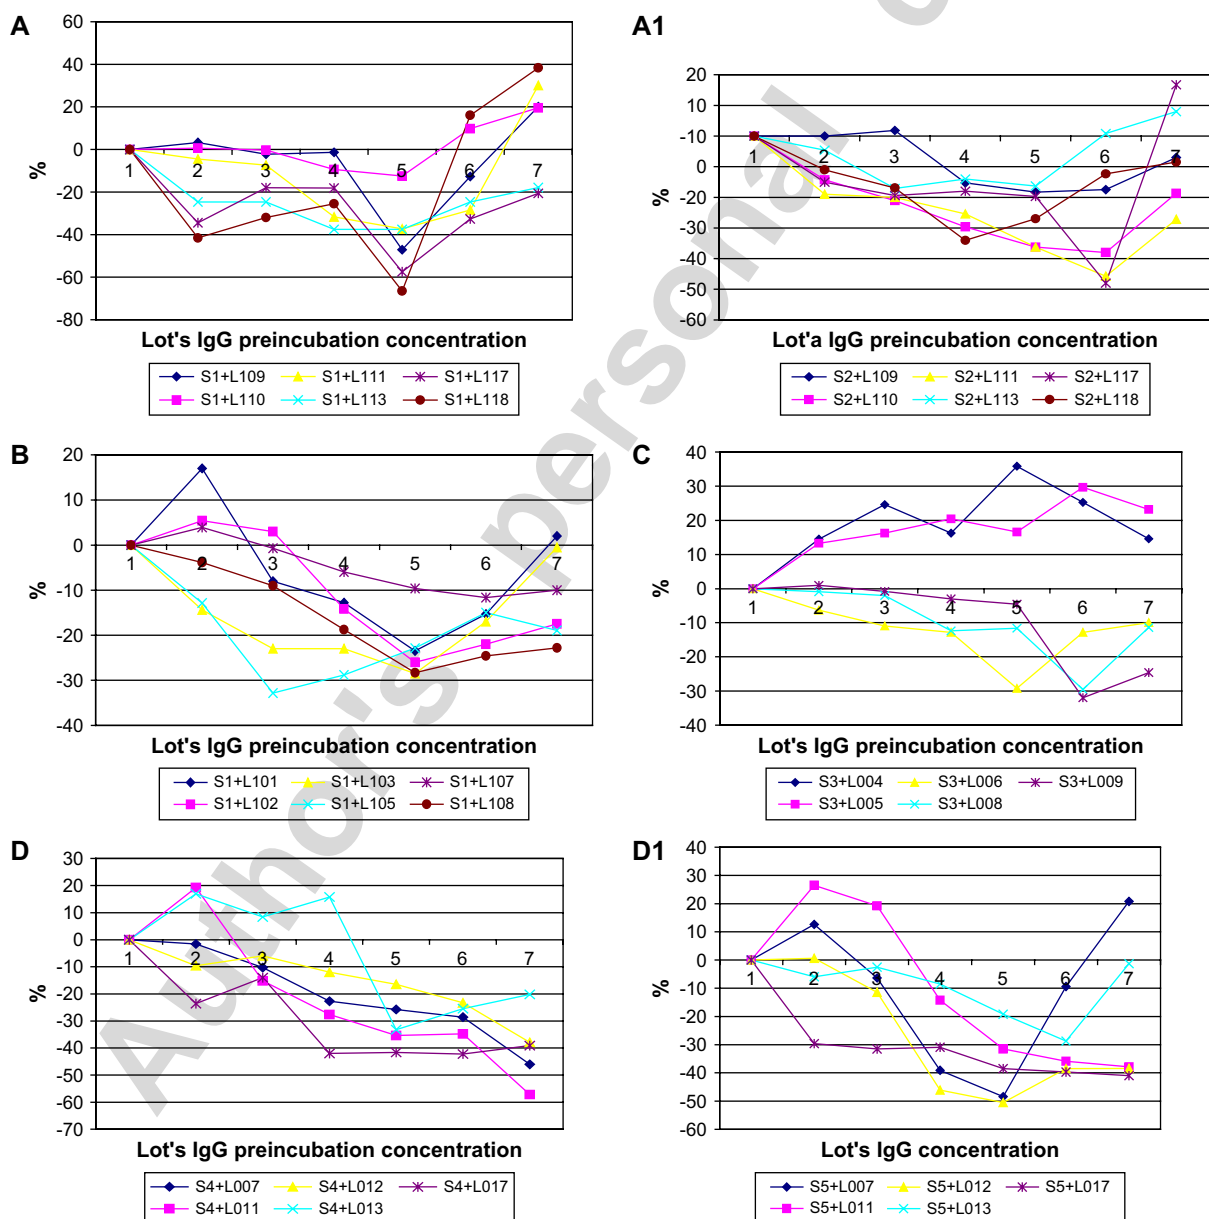 A
60
40
20
0
-20
-40
-60
-80
%
1 2 3 4 5 6 7
Lot's IgG preincubation concentration
S1+L109 S1+L111 S1+L117
S1+L110 S1+L113 S1+L118
A1
20
-10
0
-20
-30
-40
-50
-60
%
1 2 3 4 5 6 7
Lot'a IgG preincubation concentration
S2+L109 S2+L111 S2+L117
S2+L110 S2+L113 S2+L118
B
20
10
0
-10
-20
-30
-40
%
1 2 3 4 5 6 7
Lot's IgG preincubation concentration
S1+L101 S1+L103 S1+L107
S1+L102 S1+L105 S1+L108
C
40
30
20
10
0
-10
-20
-30
-40
%
1 2 3 4 5 6 7
Lot's IgG preincubation concentration
S3+L004 S3+L006 S3+L009
S3+L005 S3+L008
D
30
20
10
0
-10
-20
-30
-40
-50
-60
-70
%
1 2 3 4 5 6 7
Lot's IgG preincubation concentration
S4+L007 S4+L012 S4+L017
S4+L011 S4+L013
D1
40
30
20
10
0
-10
-20
-30
-40
-50
-60
%
1 2 3 4 5 6 7
Lot's IgG concentration
S5+L007 S5+L012 S5+L017
S5+L011 S5+L013
Author's personal